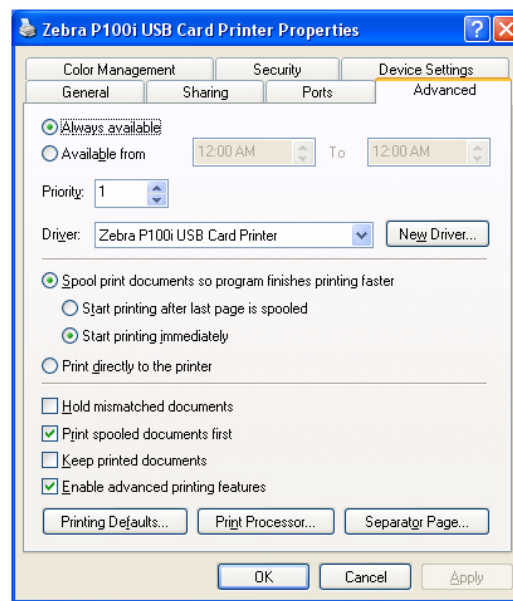 Zebra P100i USB Card Printer Properties
Color Management Security Device Settings
General Sharing Ports Advanced
Always available
Available from 12:00 AM To 12:00 AM
Priority: 1
Driver: Zebra P100i USB Card Printer New Driver...
Spool print documents so program finishes printing faster
Start printing after last page is spooled
Start printing immediately
Print directly to the printer
Hold mismatched documents
Print spooled documents first
Keep printed documents
Enable advanced printing features
Printing Defaults... Print Processor... Separator Page...
OK Cancel Apply